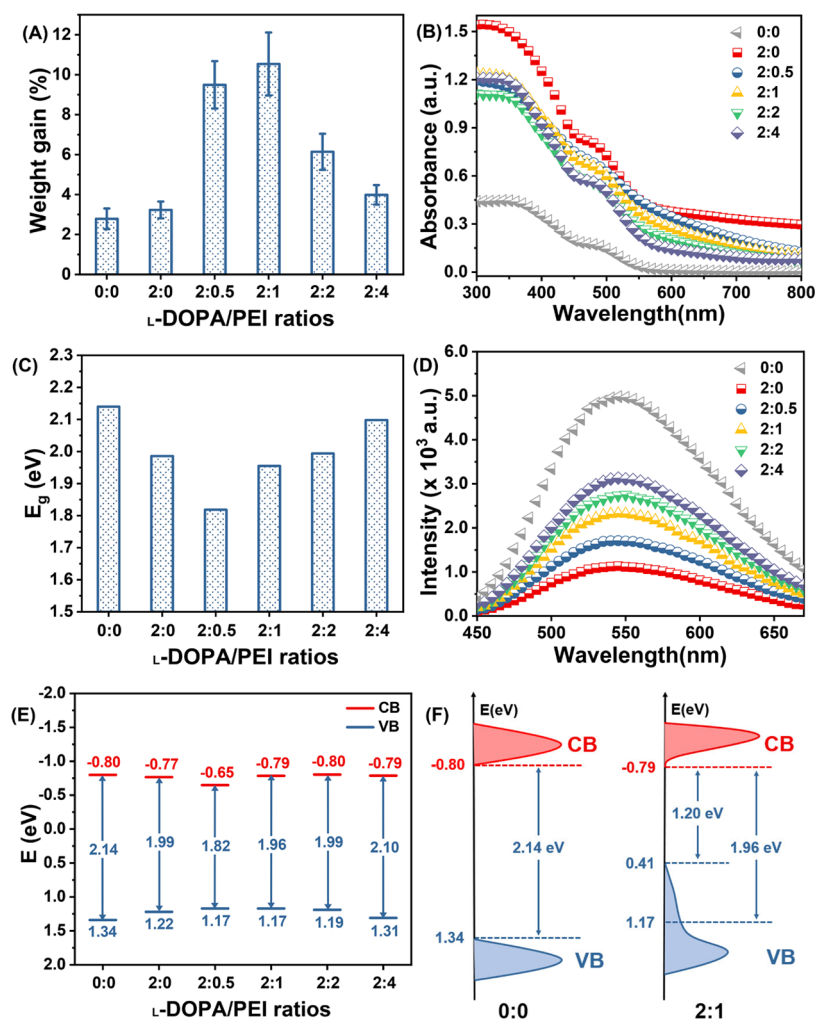 (A)
Weight gain (%)
12
10
8
6
4
2
0
0:0 2:0 2:0.5 2:1 2:2 2:4
L-DOPA/PEI ratios
(B)
Absorbance (a.u.)
1.5
1.2
0.9
0.6
0.3
0.0
300 400 500 600 700 800
Wavelength(nm)
0:0
2:0
2:0.5
2:1
2:2
2:4
(C)
Eg (eV)
2.3
2.2
2.1
2.0
1.9
1.8
1.7
1.6
1.5
0:0 2:0 2:0.5 2:1 2:2 2:4
L-DOPA/PEI ratios
(D)
Intensity (x 10³ a.u.)
6.0
5.0
4.0
3.0
2.0
1.0
0.0
450 500 550 600 650
Wavelength(nm)
0:0
2:0
2:0.5
2:1
2:2
2:4
(E)
E (eV)
-2.0
-1.5
-1.0
-0.5
0.0
0.5
1.0
1.5
2.0
CB
VB
-0.80 -0.77 -0.65 -0.79 -0.80 -0.79
2.14 1.99 1.82 1.96 1.99 2.10
1.34 1.22 1.17 1.17 1.19 1.31
0:0 2:0 2:0.5 2:1 2:2 2:4
L-DOPA/PEI ratios
(F)
E(eV)
CB
-0.80
2.14 eV
1.34
VB
0:0
E(eV)
CB
-0.79
1.20 eV
1.96 eV
0.41
1.17
VB
2:1